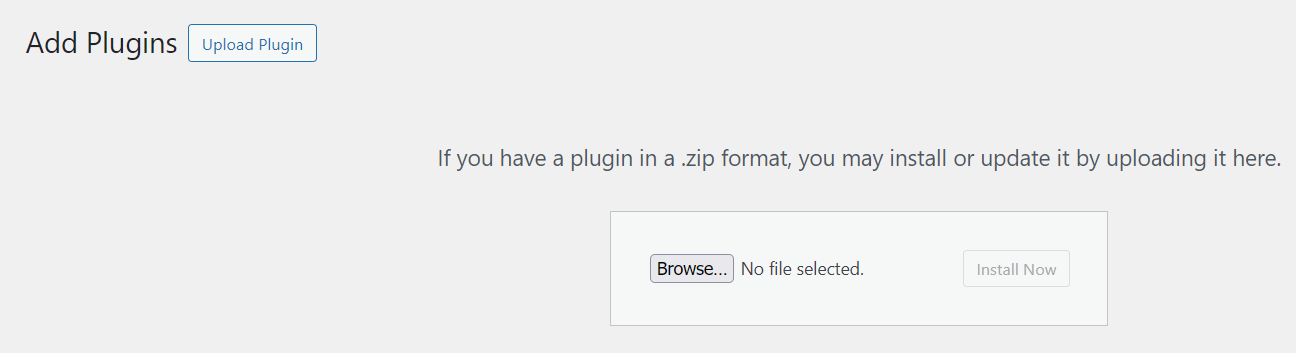 Add Plugins Upload Plugin
If you have a plugin in a .zip format, you may install or update it by uploading it here.
Browse... No file selected. Install Now